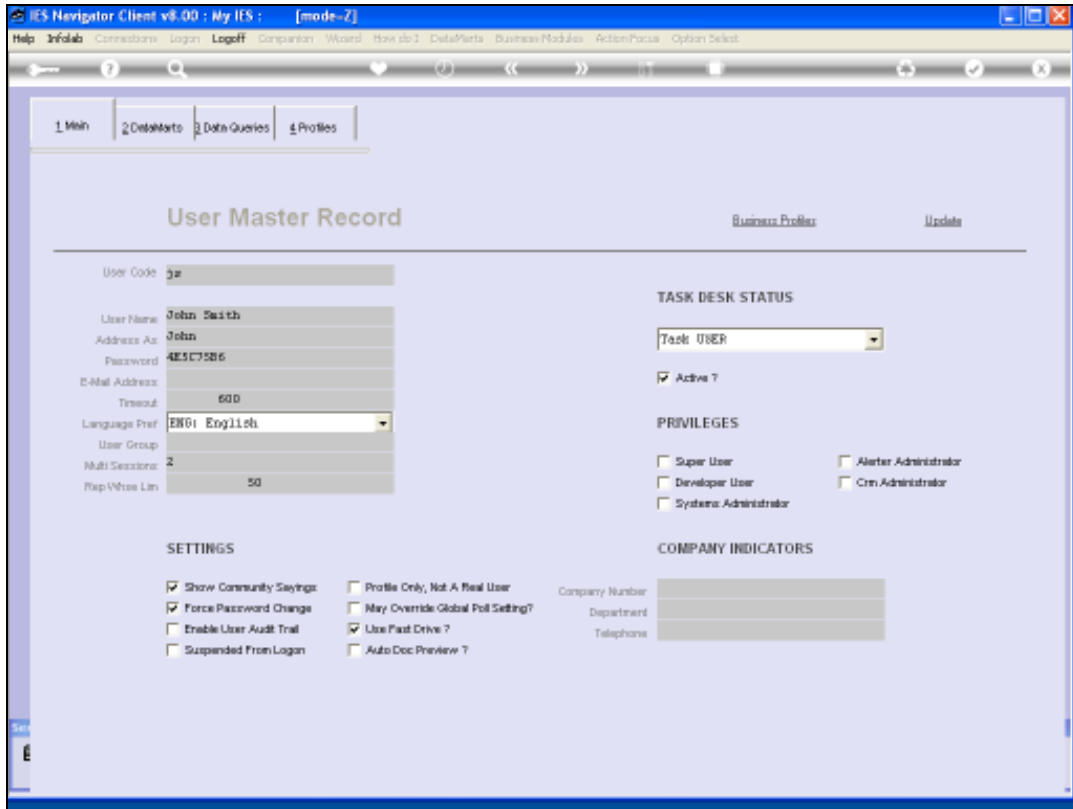 IES Navigator Client v8.00 : My IES : [mode=Z]
Help Infolab Connections Logon Logoff Companion Wizard How do I DataMarts Business Modules Action Focus Option Select
1 Main 2 DataMarts 3 Data Queries 4 Profiles
User Master Record
Business Profiles Update
User Code js
User Name John Smith
Address As John
Password
E-Mail Address
Timeout 600
Language Pref ENG: English
User Group
Multi Sessions 2
Rep Whse Lim 50
TASK DESK STATUS
Task USER
Active ?
PRIVILEGES
Super User Alerter Administrator
Developer User Crm Administrator
Systems Administrator
SETTINGS
Show Community Sayings Profile Only, Not A Real User
Force Password Change May Override Global Poll Setting?
Enable User Audit Trail Use Fast Drive ?
Suspended From Logon Auto Doc Preview ?
COMPANY INDICATORS
Company Number
Department
Telephone